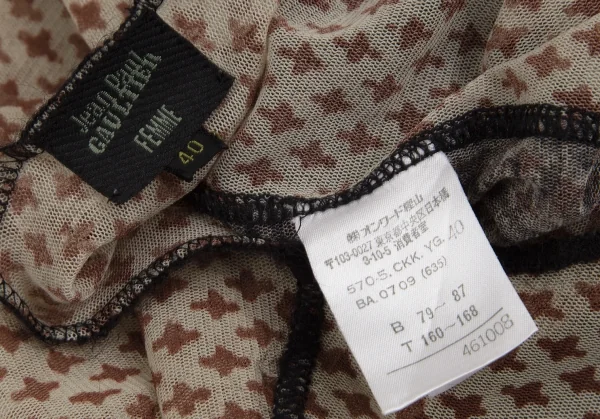 Jean Paul
GAULTIER
FEMME
40
㈱オンワード樫山
〒103-0027 東京都中央区日本橋
3-10-5 消費者室
570-5. CKK. YG. 40
BA. 0709 (635)
B 79～ 87
T 160～168
461008